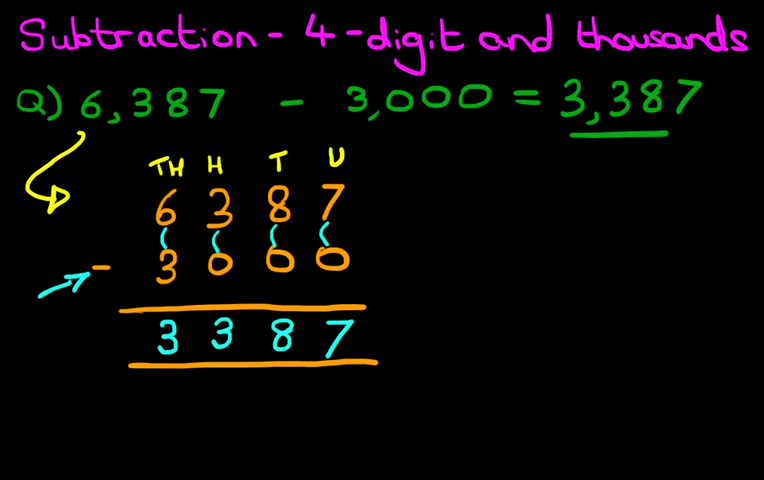 Subtraction - 4-digit and thousands
Q) 6,387 - 3,000 = 3,387
TH H T U
6 3 8 7
- 3 0 0 0
3 3 8 7